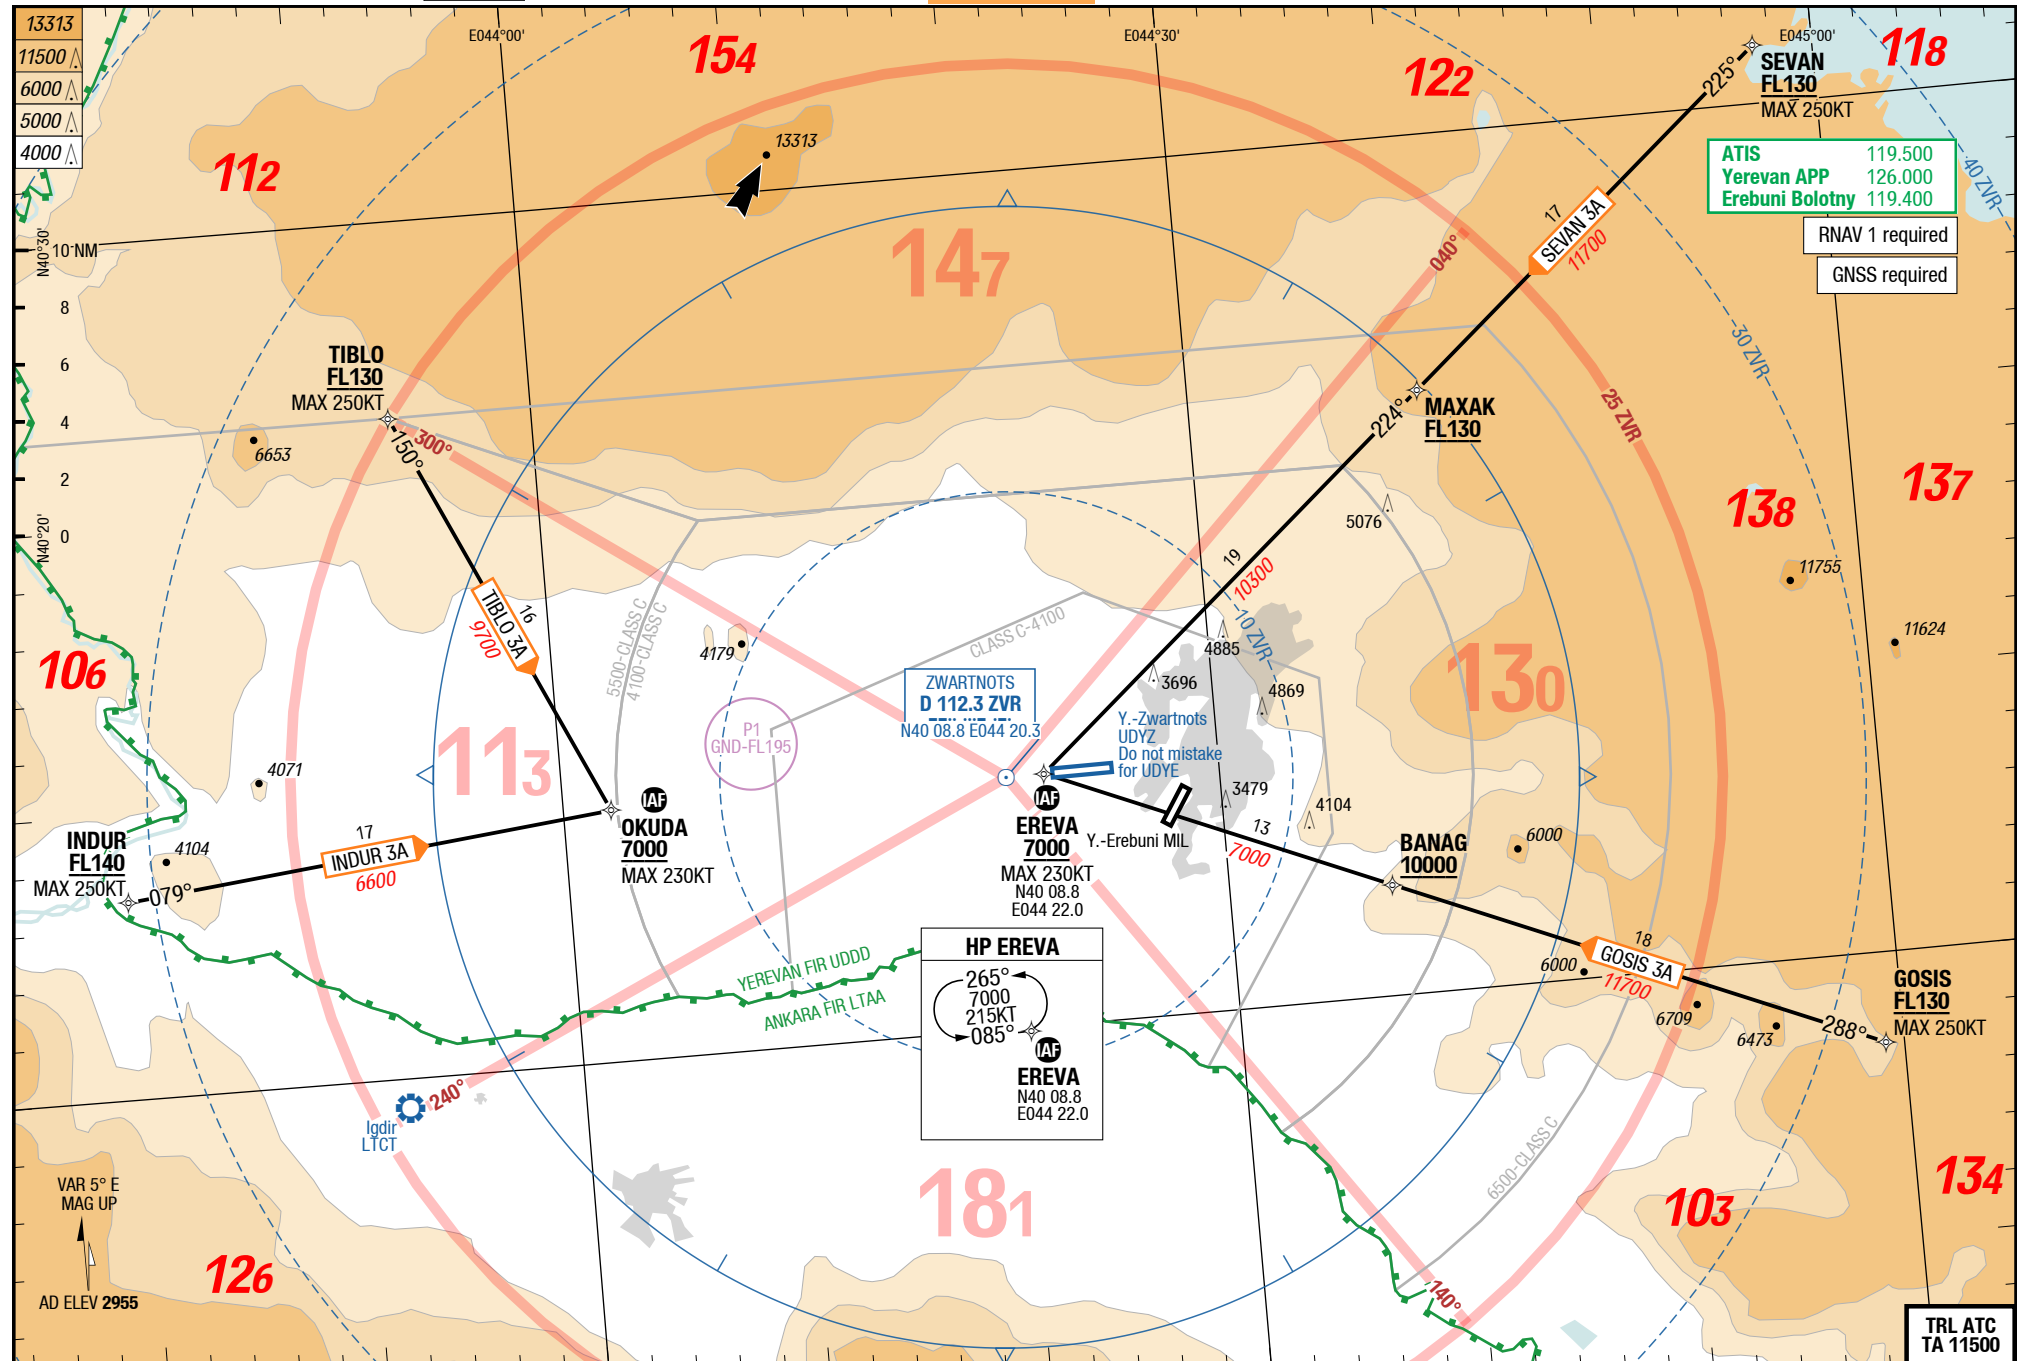 13313
11500
6000
5000
4000
E044°00'
E044°30'
E045°00'
154
122
118
SEVAN
FL130
MAX 250KT
225°
ATIS 119.500
Yerevan APP 126.000
Erebuni Bolotny 119.400
RNAV 1 required
GNSS required
40 ZVR
112
13313
147
040°
17
SEVAN 3A
11700
N40°30'
10 NM
8
6
4
2
0
N40°20'
TIBLO
FL130
MAX 250KT
150°
300°
6653
30 ZVR
25 ZVR
MAXAK
FL130
224°
5076
138
137
11755
11624
19
10300
10 ZVR
16
TIBLO 3A
9700
5500-CLASS C
4100-CLASS C
CLASS C-4100
4179
4885
3696
4869
130
106
113
P1
GND-FL195
ZWARTNOTS
D 112.3 ZVR
N40 08.8 E044 20.3
Y.-Zwartnots
UDYZ
Do not mistake
for UDYE
3479
4104
4071
INDUR
FL140
MAX 250KT
4104
079°
17
INDUR 3A
6600
IAF
OKUDA
7000
MAX 230KT
IAF
EREVA
7000
MAX 230KT
N40 08.8
E044 22.0
Y.-Erebuni MIL
13
7000
BANAG
10000
6000
18
GOSIS 3A
11700
6000
6709
6473
288°
GOSIS
FL130
MAX 250KT
YEREVAN FIR UDDD
ANKARA FIR LTAA
HP EREVA
265°
7000
215KT
085°
IAF
EREVA
N40 08.8
E044 22.0
240°
Igdir
LTCT
6500-CLASS C
181
103
134
140°
126
VAR 5° E
MAG UP
AD ELEV 2955
TRL ATC
TA 11500